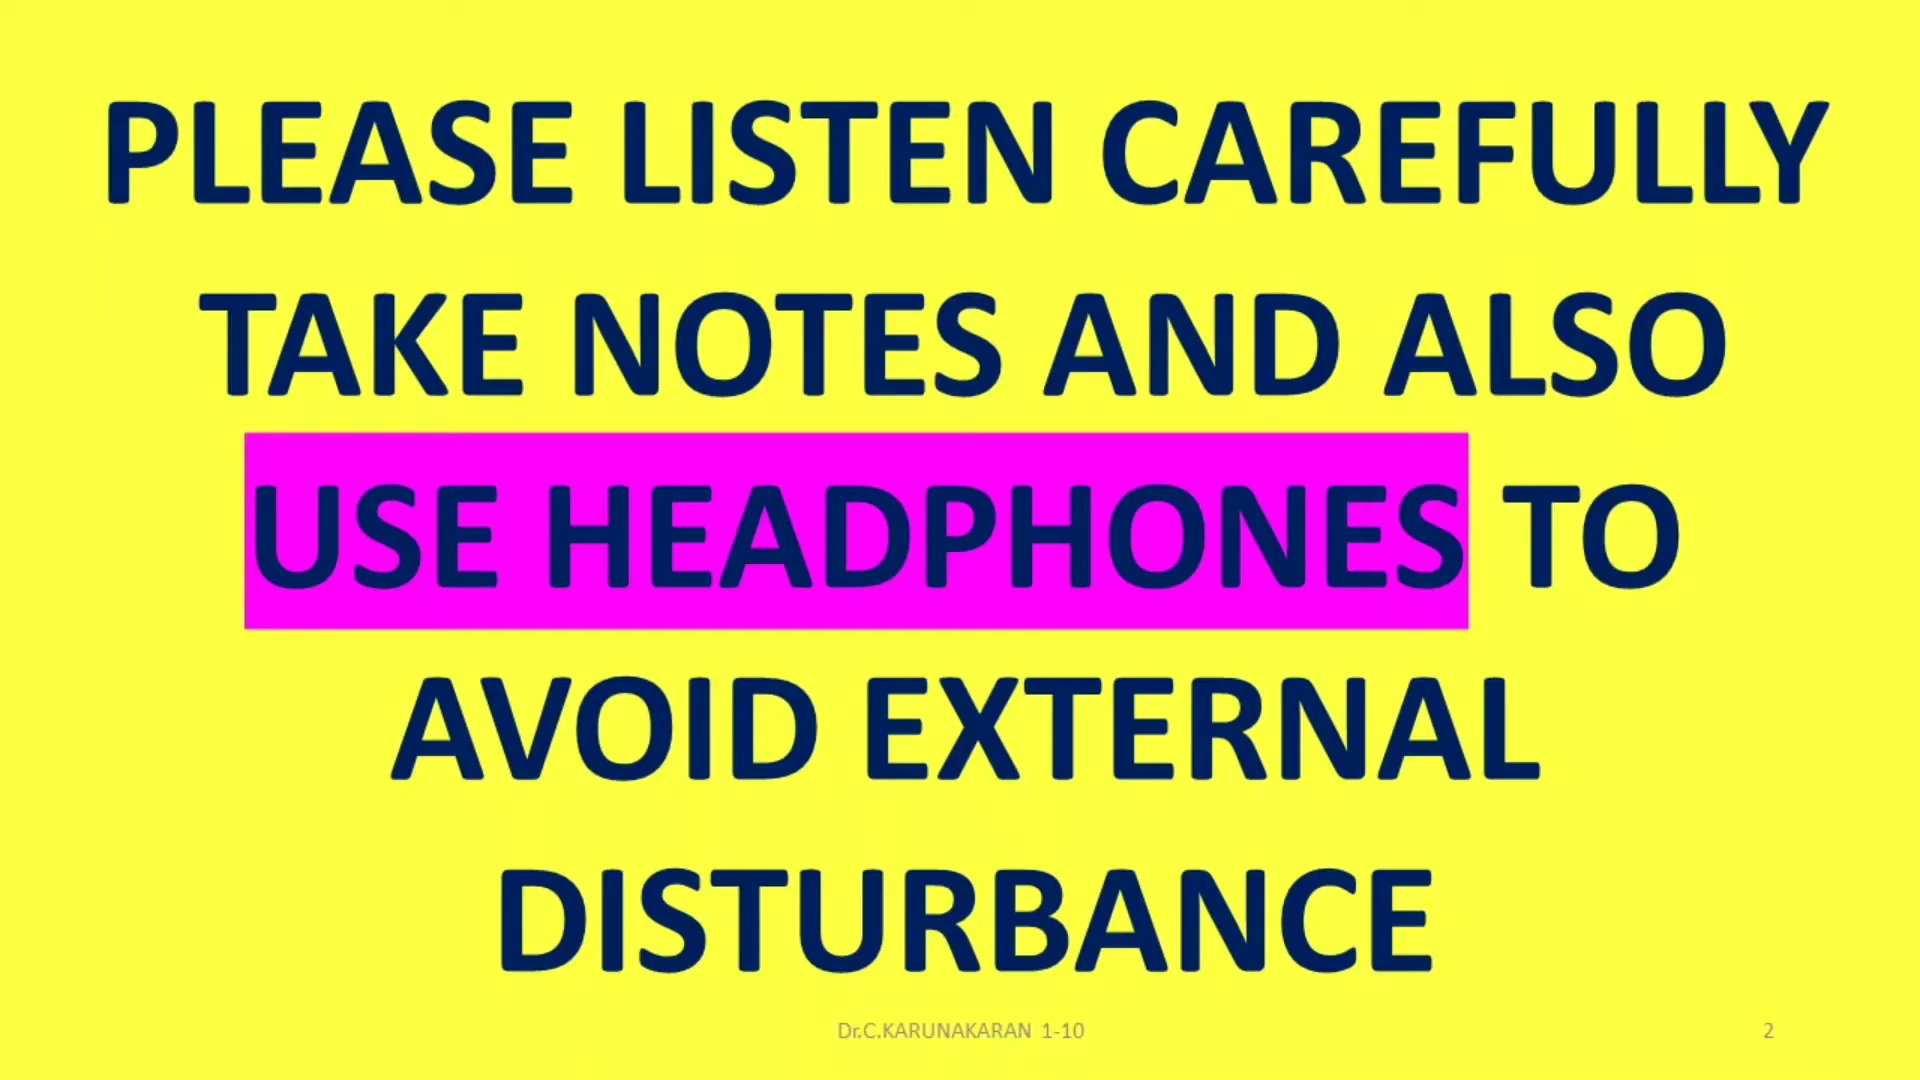 PLEASE LISTEN CAREFULLY
TAKE NOTES AND ALSO
USE HEADPHONES TO
AVOID EXTERNAL
DISTURBANCE
Dr.C.KARUNAKARAN 1-10
2